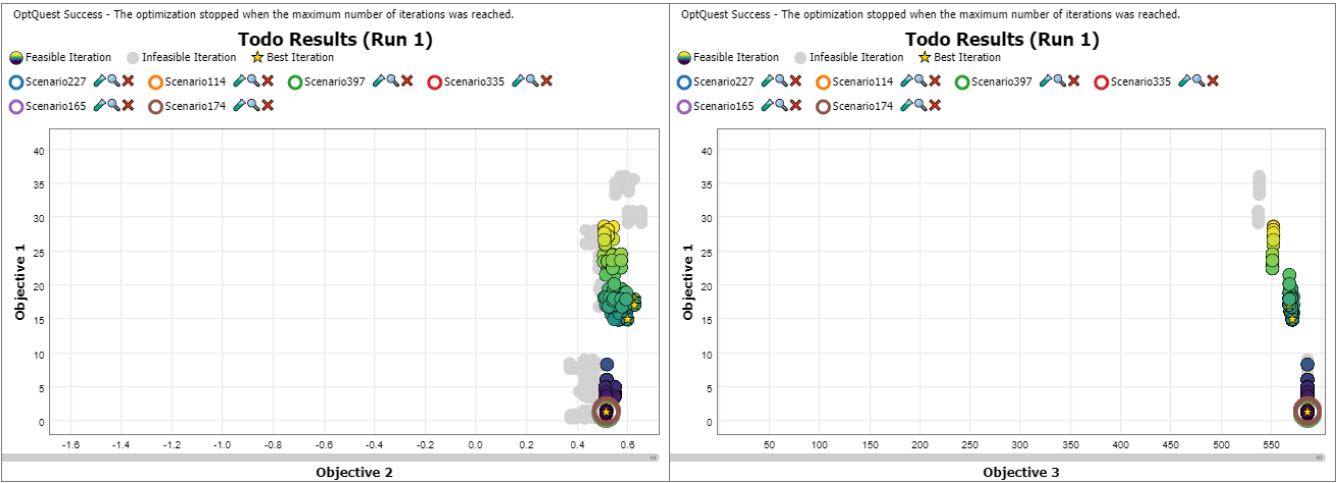 OptQuest Success - The optimization stopped when the maximum number of iterations was reached.
Todo Results (Run 1)
Feasible Iteration Infeasible Iteration Best Iteration
Scenario227 Scenario114 Scenario397 Scenario335
Scenario165 Scenario174
40
35
30
25
20
15
10
5
0
Objective 1
-1.6 -1.4 -1.2 -1.0 -0.8 -0.6 -0.4 -0.2 0.0 0.2 0.4 0.6
Objective 2
OptQuest Success - The optimization stopped when the maximum number of iterations was reached.
Todo Results (Run 1)
Feasible Iteration Infeasible Iteration Best Iteration
Scenario227 Scenario114 Scenario397 Scenario335
Scenario165 Scenario174
40
35
30
25
20
15
10
5
0
Objective 1
50 100 150 200 250 300 350 400 450 500 550
Objective 3